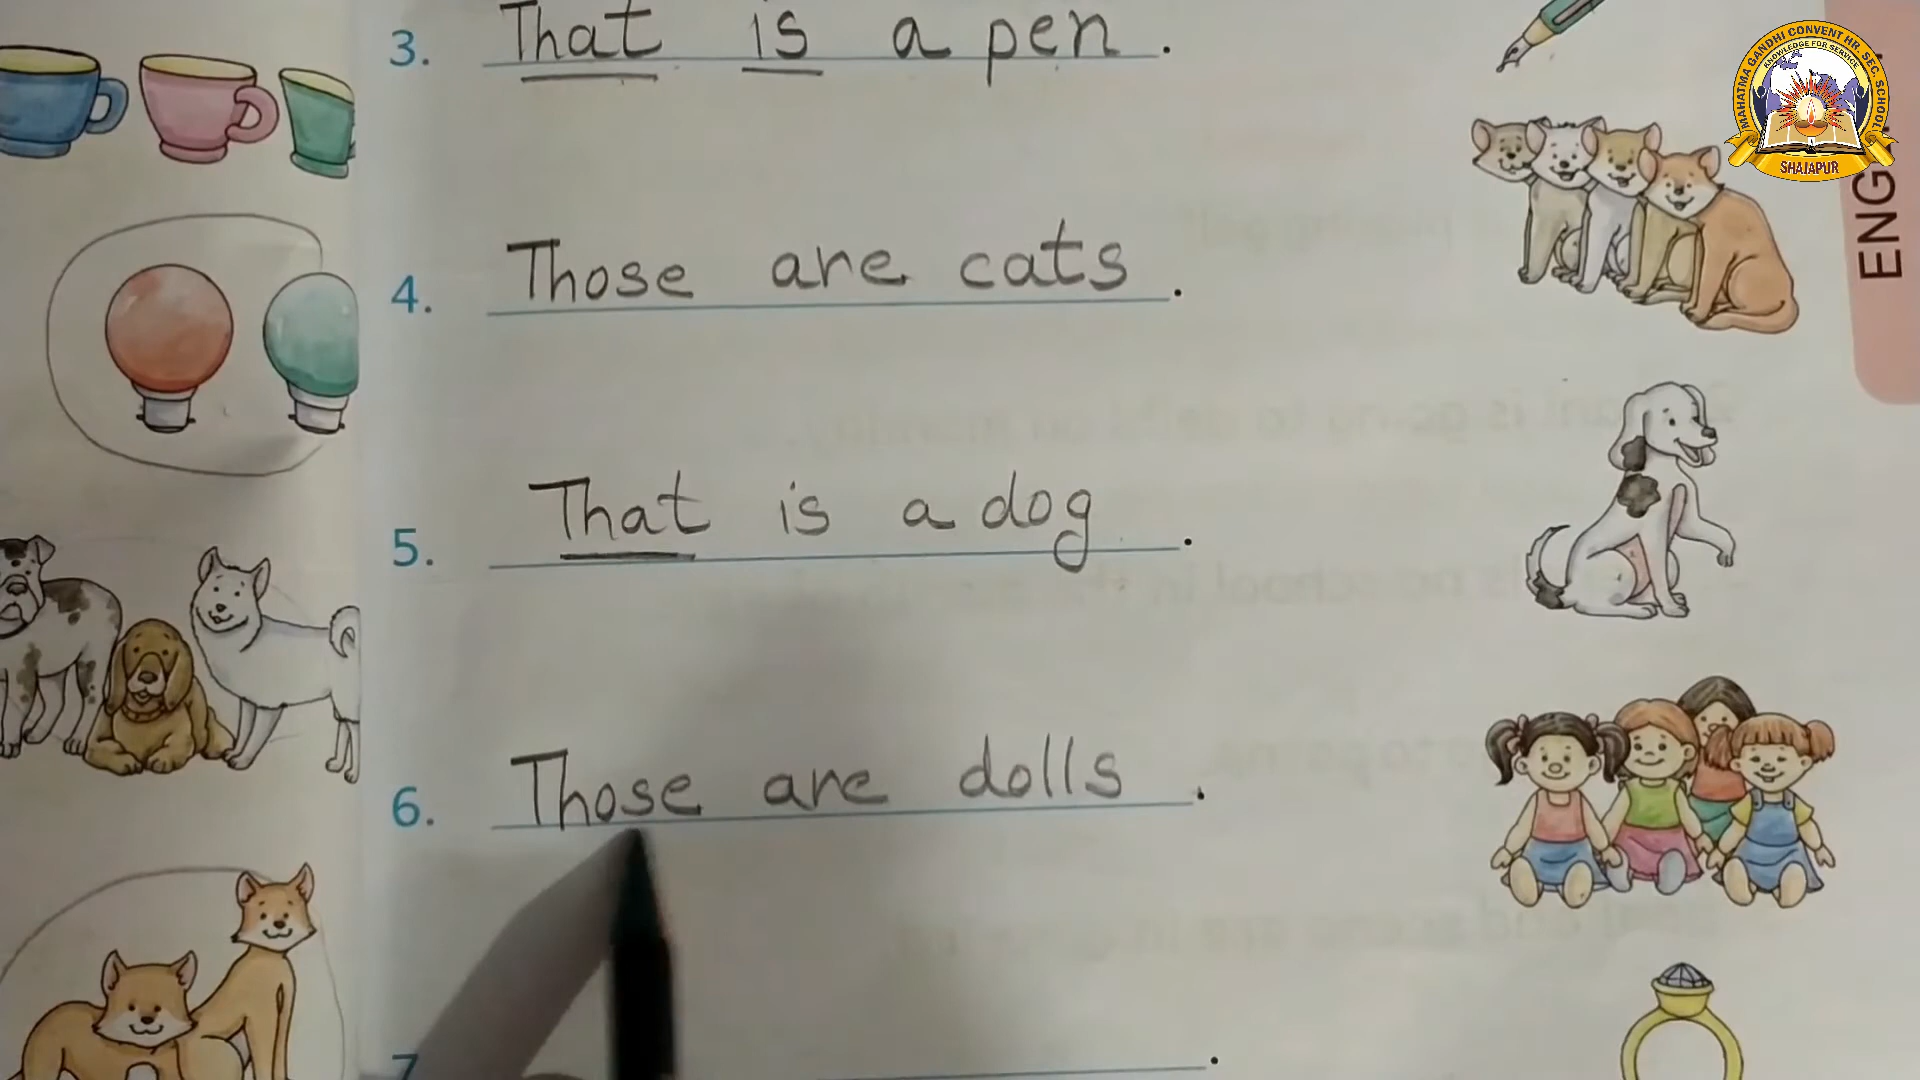 3. That is a pen .
4. Those are cats .
5. That is a dog .
6. Those are dolls .
7. .
MAHATMA GANDHI CONVENT HR. SEC. SCHOOL
KNOWLEDGE FOR SERVICE
SHAJAPUR
ENG